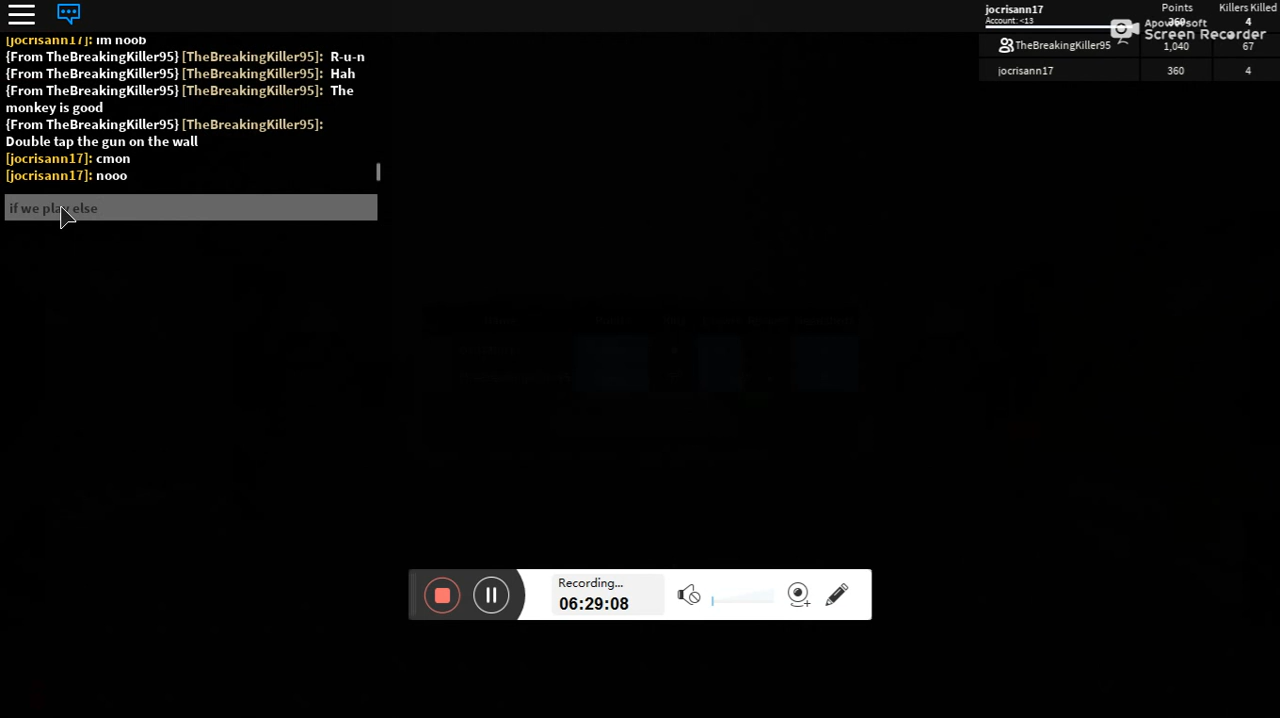 [jocrisann17]: im noob
{From TheBreakingKiller95} [TheBreakingKiller95]: R-u-n
{From TheBreakingKiller95} [TheBreakingKiller95]: Hah
{From TheBreakingKiller95} [TheBreakingKiller95]: The
monkey is good
{From TheBreakingKiller95} [TheBreakingKiller95]:
Double tap the gun on the wall
[jocrisann17]: cmon
[jocrisann17]: nooo
if we play else
jocrisann17 Points Killers Killed
Account: <13 360 4
Apowersoft
Screen Recorder
TheBreakingKiller95 1,040 67
jocrisann17 360 4
Recording...
06:29:08